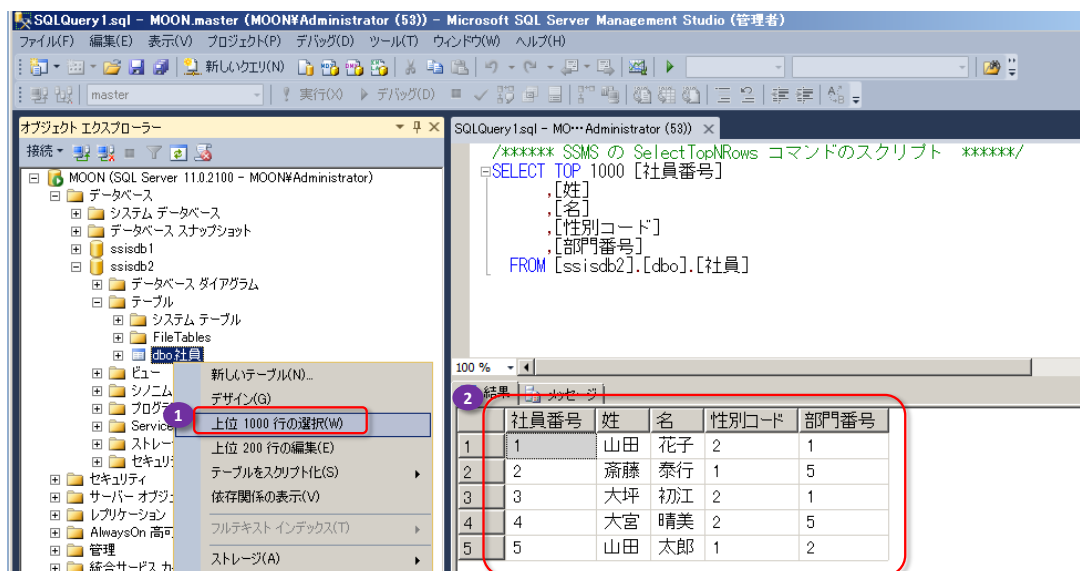 SQLQuery1.sql - MOON.master (MOON¥Administrator (53)) - Microsoft SQL Server Management Studio (管理者)
ファイル(F) 編集(E) 表示(V) プロジェクト(P) デバッグ(D) ツール(T) ウィンドウ(W) ヘルプ(H)
新しいクエリ(N)
master 実行(X) デバッグ(D)
オブジェクト エクスプローラー
接続
MOON (SQL Server 11.0.2100 - MOON¥Administrator)
データベース
システム データベース
データベース スナップショット
ssisdb1
ssisdb2
データベース ダイアグラム
テーブル
システム テーブル
FileTables
dbo.社員
ビュー
シノニム
プログラ
Service
ストレー
セキュリ
セキュリティ
サーバー オブジェ
レプリケーション
AlwaysOn 高可
管理
統合サービス カ
1
新しいテーブル(N)...
デザイン(G)
上位 1000 行の選択(W)
上位 200 行の編集(E)
テーブルをスクリプト化(S)
依存関係の表示(V)
フルテキスト インデックス(T)
ストレージ(A)
SQLQuery1.sql - MO...Administrator (53))
/****** SSMS の SelectTopNRows コマンドのスクリプト ******/
SELECT TOP 1000 [社員番号]
,[姓]
,[名]
,[性別コード]
,[部門番号]
FROM [ssisdb2].[dbo].[社員]
100 %
2
結果 メッセージ
社員番号 姓 名 性別コード 部門番号
1 1 山田 花子 2 1
2 2 斎藤 泰行 1 5
3 3 大坪 初江 2 1
4 4 大宮 晴美 2 5
5 5 山田 太郎 1 2